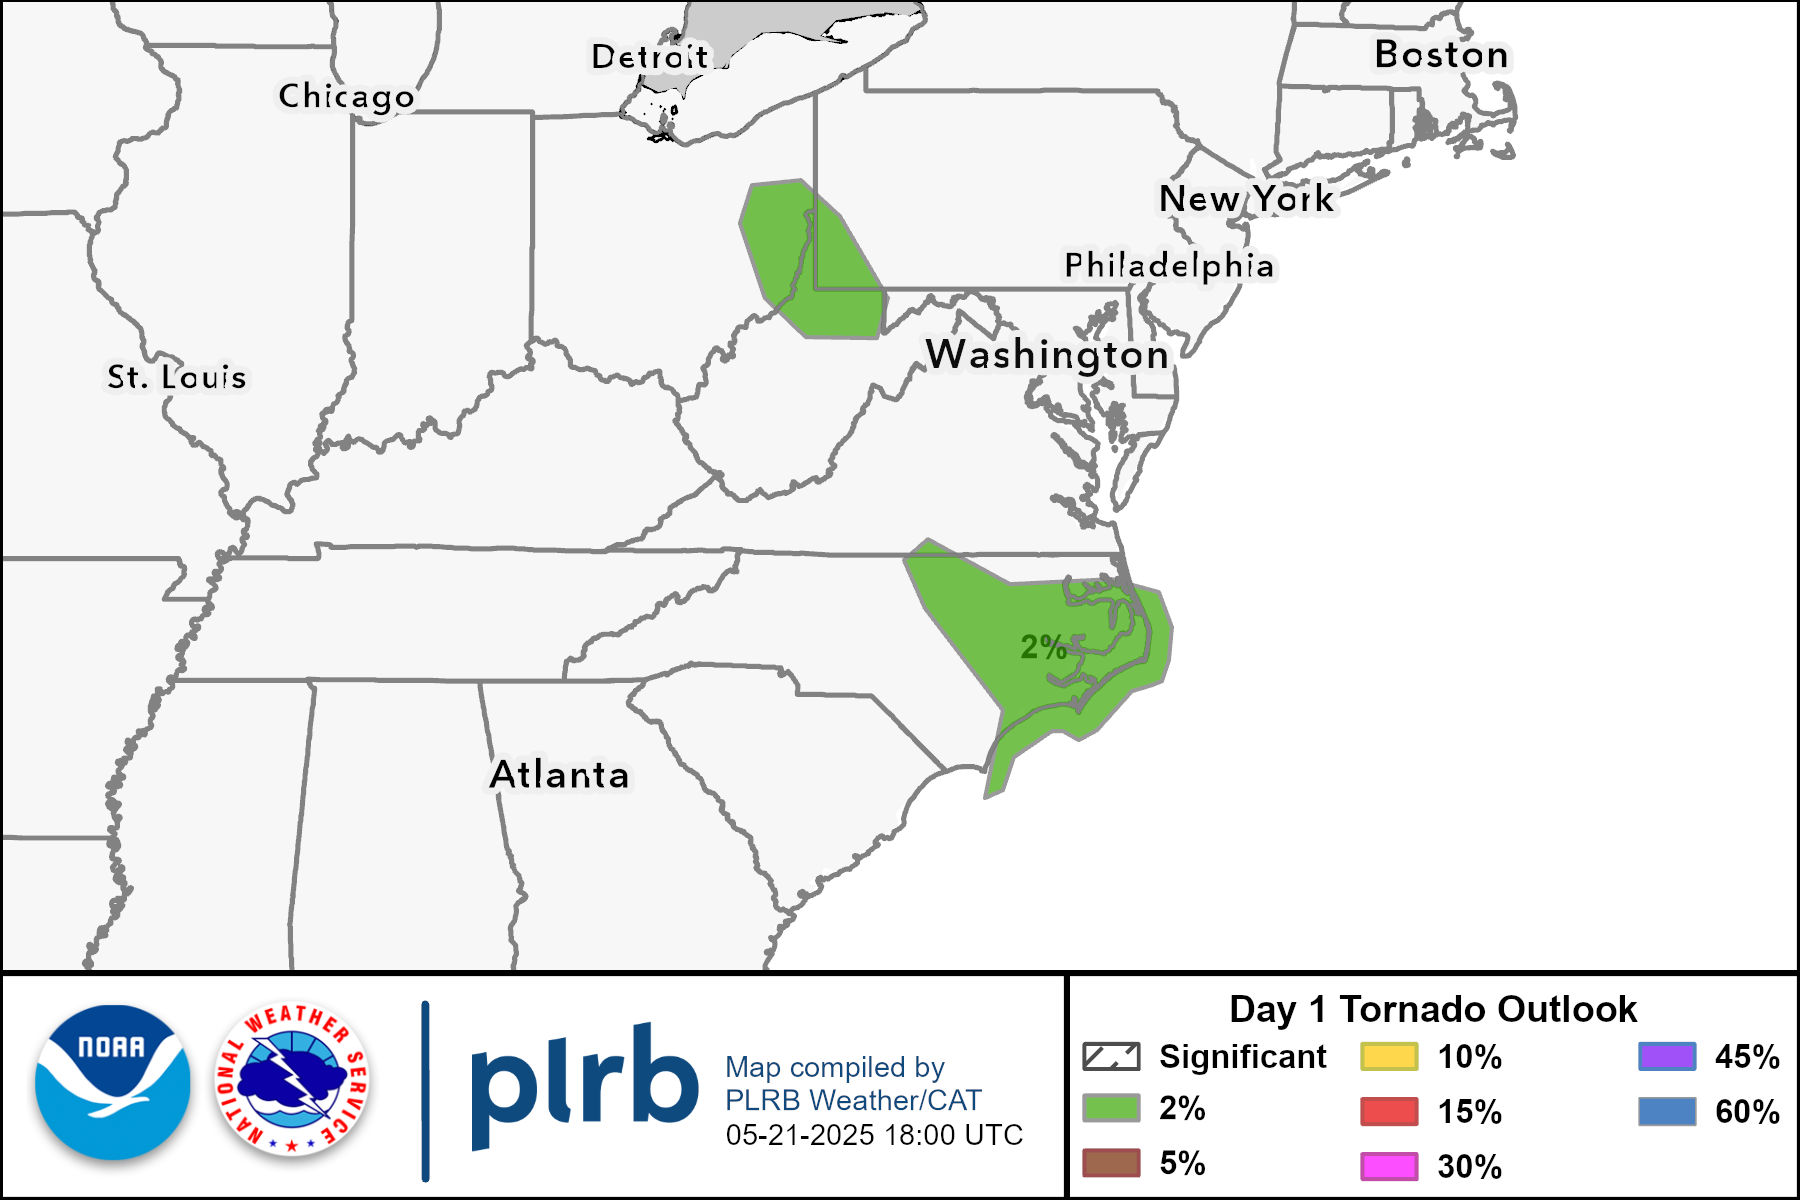 Detroit
Boston
Chicago
New York
Philadelphia
Washington
St. Louis
2%
Atlanta
NOAA
NATIONAL WEATHER SERVICE
plrb
Map compiled by
PLRB Weather/CAT
05-21-2025 18:00 UTC
Day 1 Tornado Outlook
Significant
10%
45%
2%
15%
60%
5%
30%